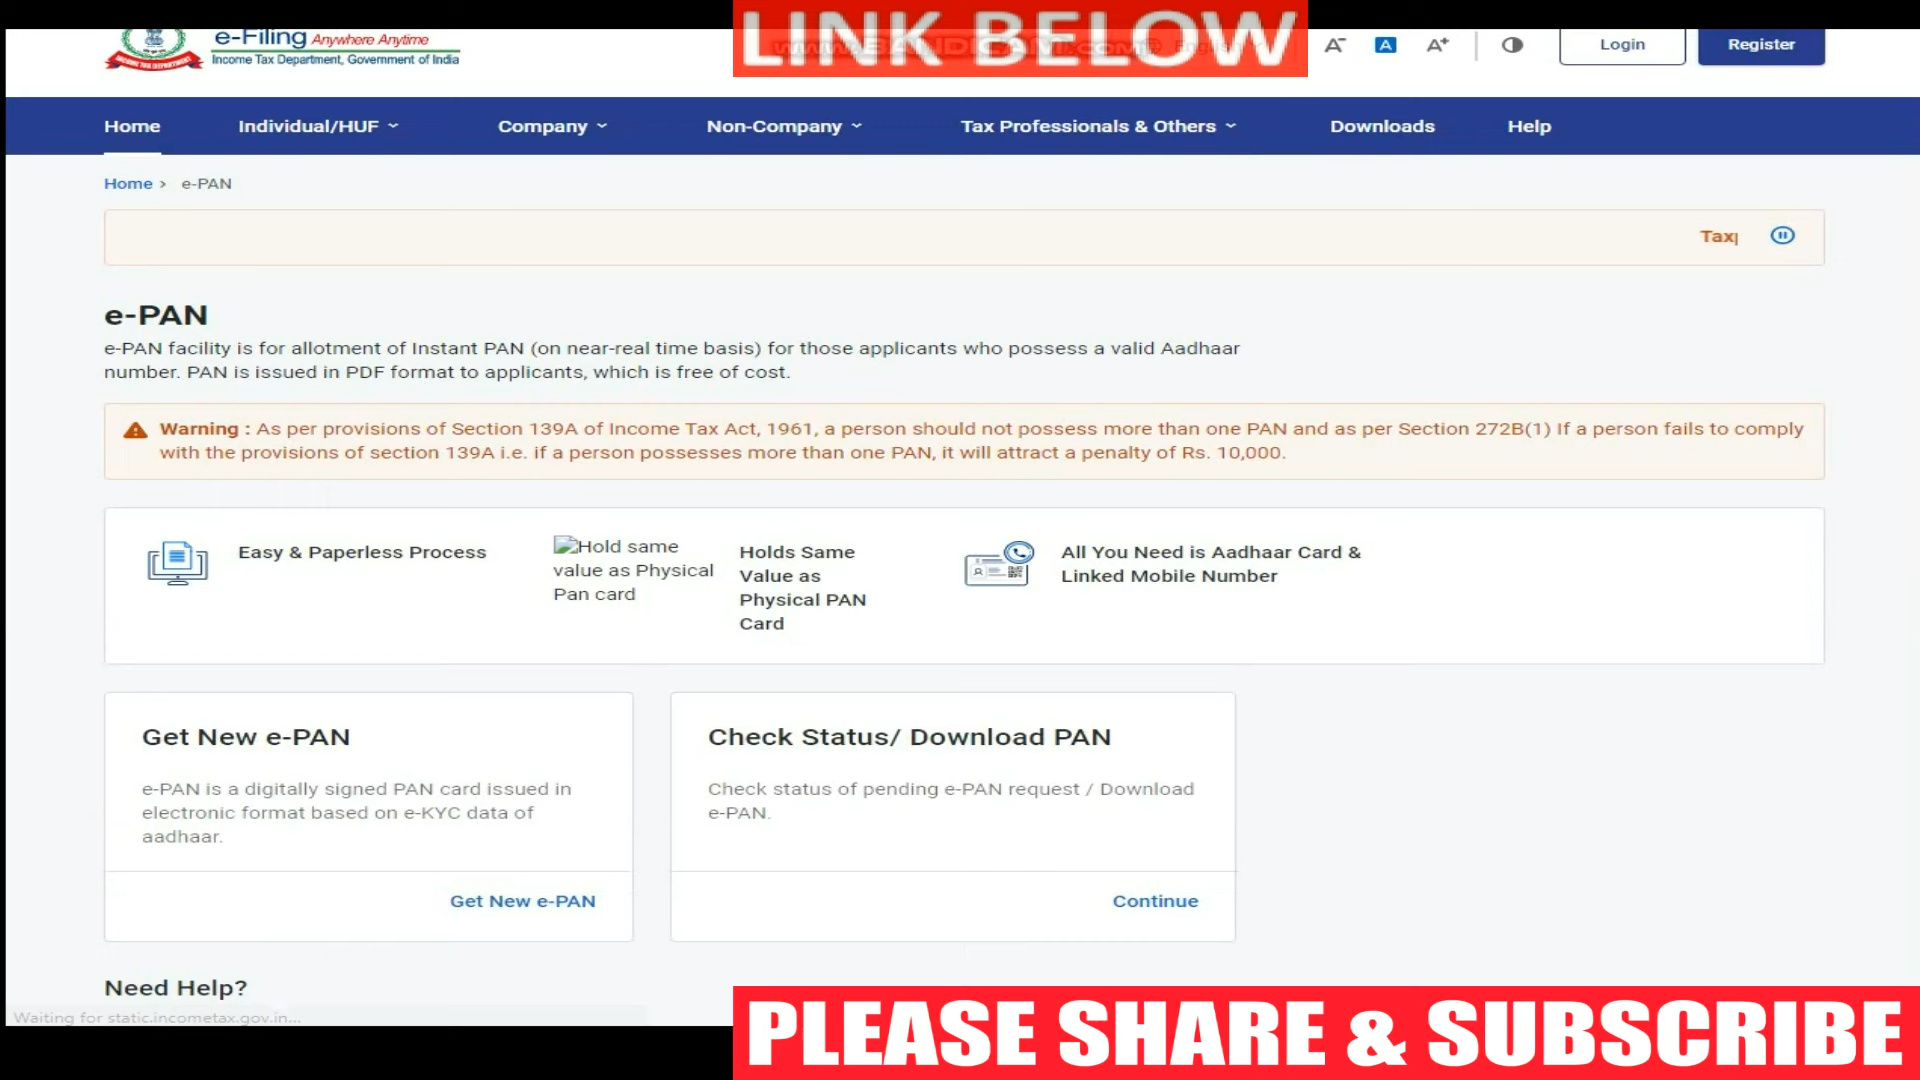 LINK BELOW
e-Filing Anywhere Anytime
Income Tax Department, Government of India
A- A A+
Login
Register
Home
Individual/HUF
Company
Non-Company
Tax Professionals & Others
Downloads
Help
Home > e-PAN
Tax
e-PAN
e-PAN facility is for allotment of Instant PAN (on near-real time basis) for those applicants who possess a valid Aadhaar
number. PAN is issued in PDF format to applicants, which is free of cost.
Warning : As per provisions of Section 139A of Income Tax Act, 1961, a person should not possess more than one PAN and as per Section 272B(1) If a person fails to comply
with the provisions of section 139A i.e. if a person possesses more than one PAN, it will attract a penalty of Rs. 10,000.
Easy & Paperless Process
Hold same
value as Physical
Pan card
Holds Same
Value as
Physical PAN
Card
All You Need is Aadhaar Card &
Linked Mobile Number
Get New e-PAN
e-PAN is a digitally signed PAN card issued in
electronic format based on e-KYC data of
aadhaar.
Get New e-PAN
Check Status/ Download PAN
Check status of pending e-PAN request / Download
e-PAN.
Continue
Need Help?
Waiting for static.incometax.gov.in...
PLEASE SHARE & SUBSCRIBE